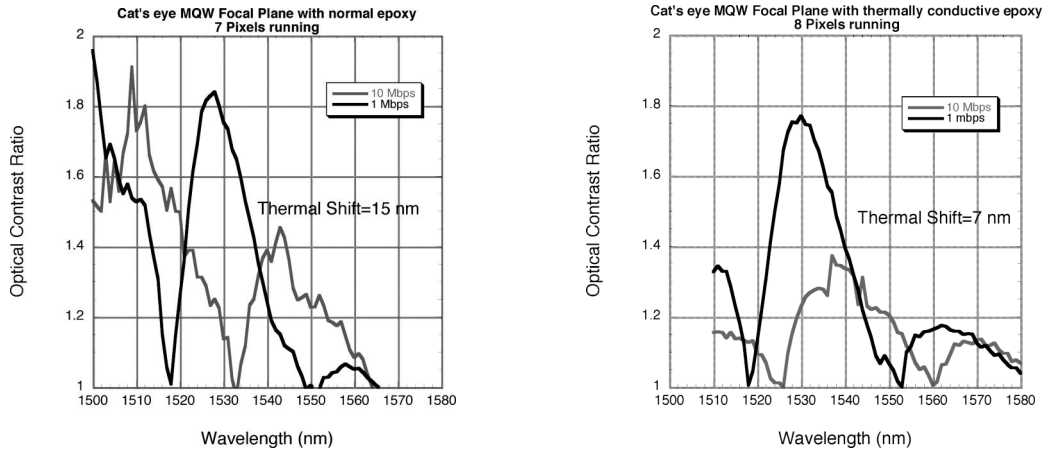 Cat's eye MQW Focal Plane with normal epoxy
7 Pixels running
2
1.8
1.6
1.4
1.2
1
10 Mbps
1 Mbps
Thermal Shift=15 nm
Optical Contrast Ratio
1500 1510 1520 1530 1540 1550 1560 1570 1580
Wavelength (nm)
Cat's eye MQW Focal Plane with thermally conductive epoxy
8 Pixels running
2
1.8
1.6
1.4
1.2
1
10 Mbps
1 mbps
Thermal Shift=7 nm
Optical Contrast Ratio
1500 1510 1520 1530 1540 1550 1560 1570 1580
Wavelength (nm)